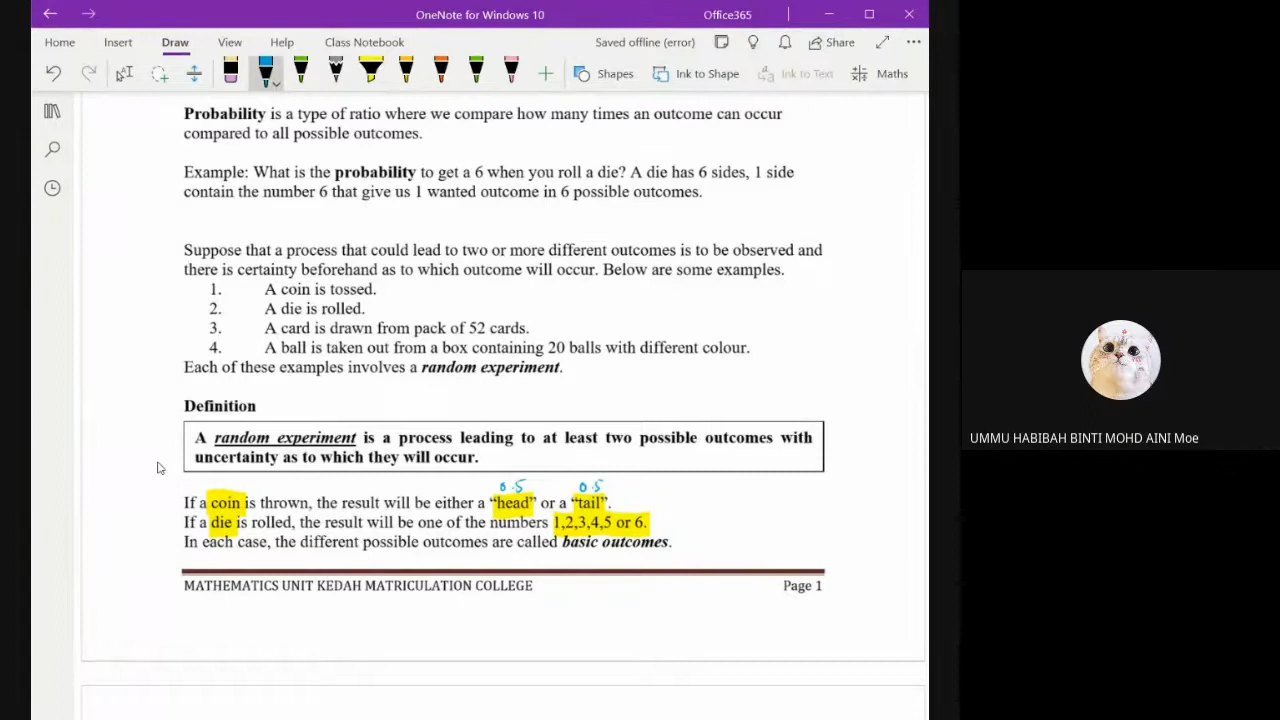 OneNote for Windows 10
Office365
Home Insert Draw View Help Class Notebook
Saved offline (error)
Share
Shapes
Ink to Shape
Ink to Text
Maths
Probability is a type of ratio where we compare how many times an outcome can occur
compared to all possible outcomes.
Example: What is the probability to get a 6 when you roll a die? A die has 6 sides, 1 side
contain the number 6 that give us 1 wanted outcome in 6 possible outcomes.
Suppose that a process that could lead to two or more different outcomes is to be observed and
there is certainty beforehand as to which outcome will occur. Below are some examples.
1. A coin is tossed.
2. A die is rolled.
3. A card is drawn from pack of 52 cards.
4. A ball is taken out from a box containing 20 balls with different colour.
Each of these examples involves a random experiment.
Definition
A random experiment is a process leading to at least two possible outcomes with
uncertainty as to which they will occur.
0.5 0.5
If a coin is thrown, the result will be either a “head” or a “tail”.
If a die is rolled, the result will be one of the numbers 1,2,3,4,5 or 6.
In each case, the different possible outcomes are called basic outcomes.
MATHEMATICS UNIT KEDAH MATRICULATION COLLEGE
Page 1
UMMU HABIBAH BINTI MOHD AINI Moe